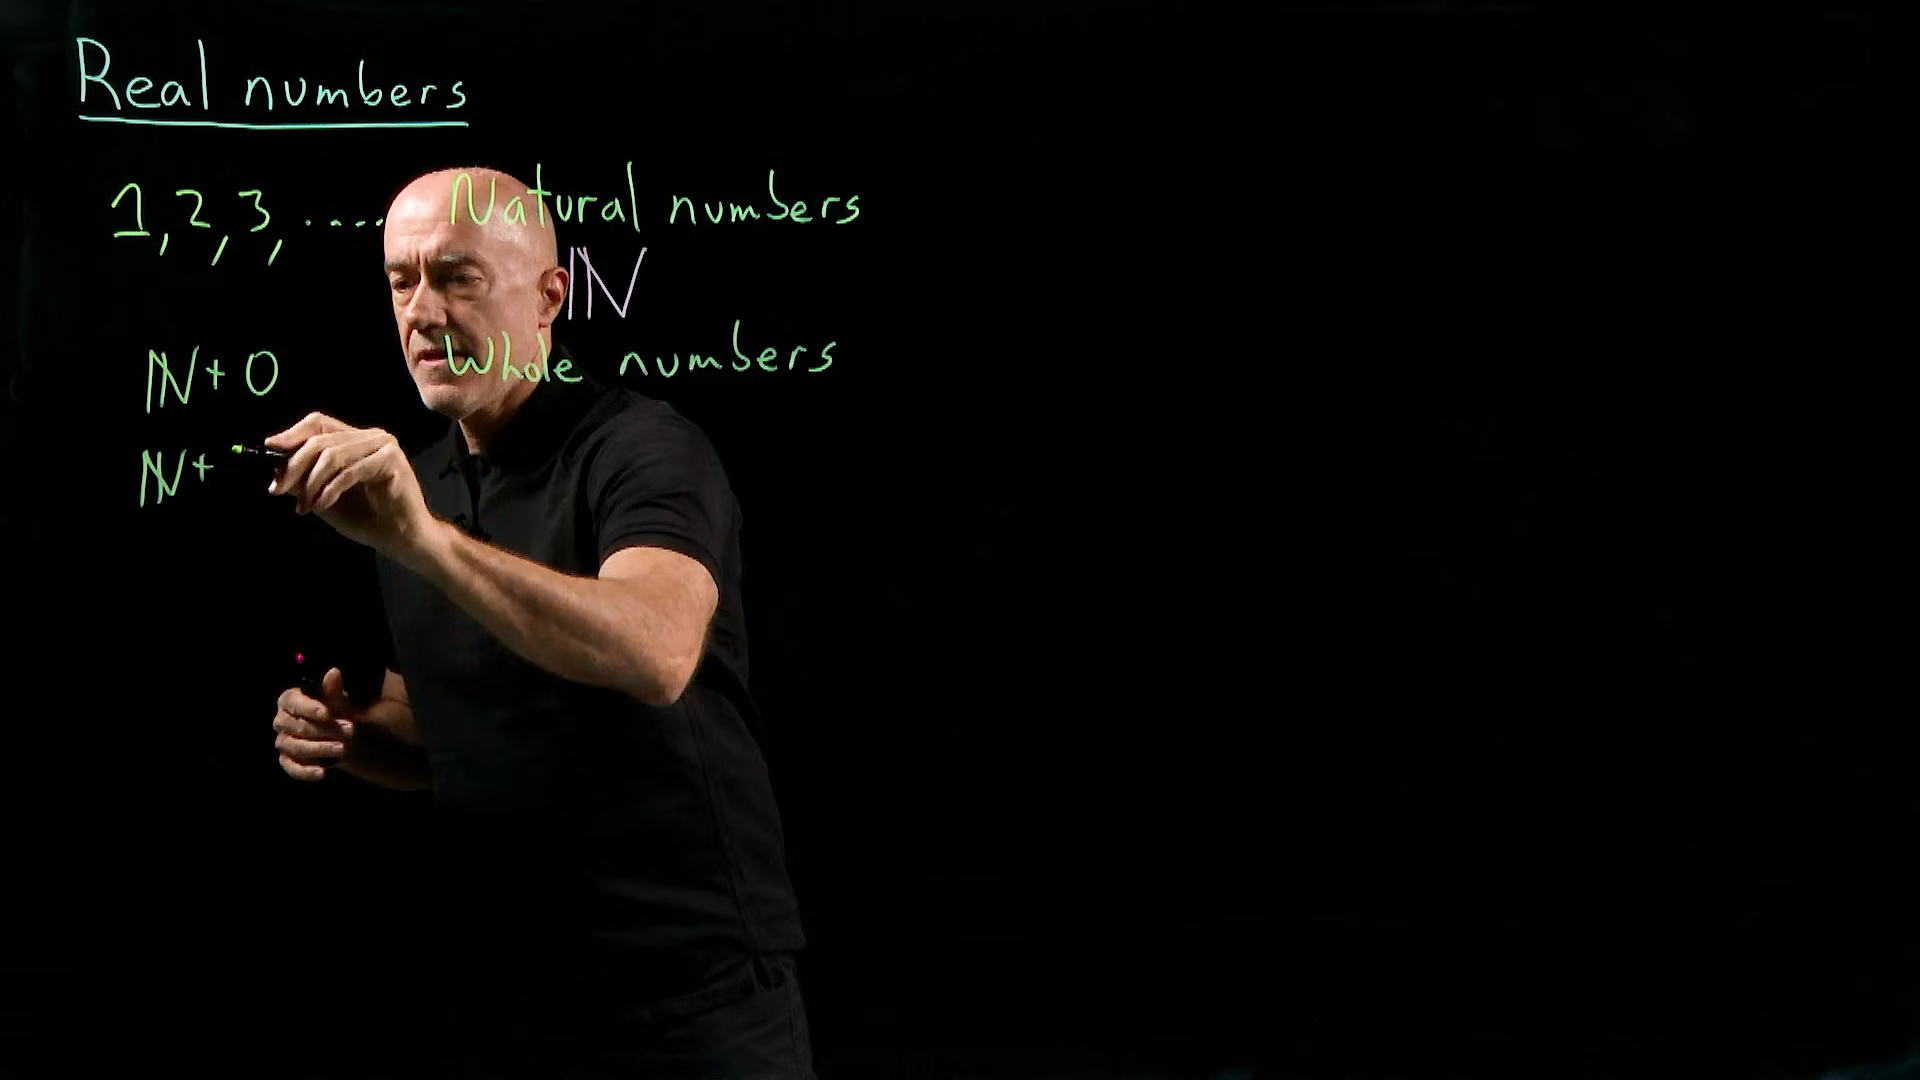 Real numbers
1, 2, 3, .... Natural numbers
ℕ
ℕ + 0 Whole numbers
ℕ +